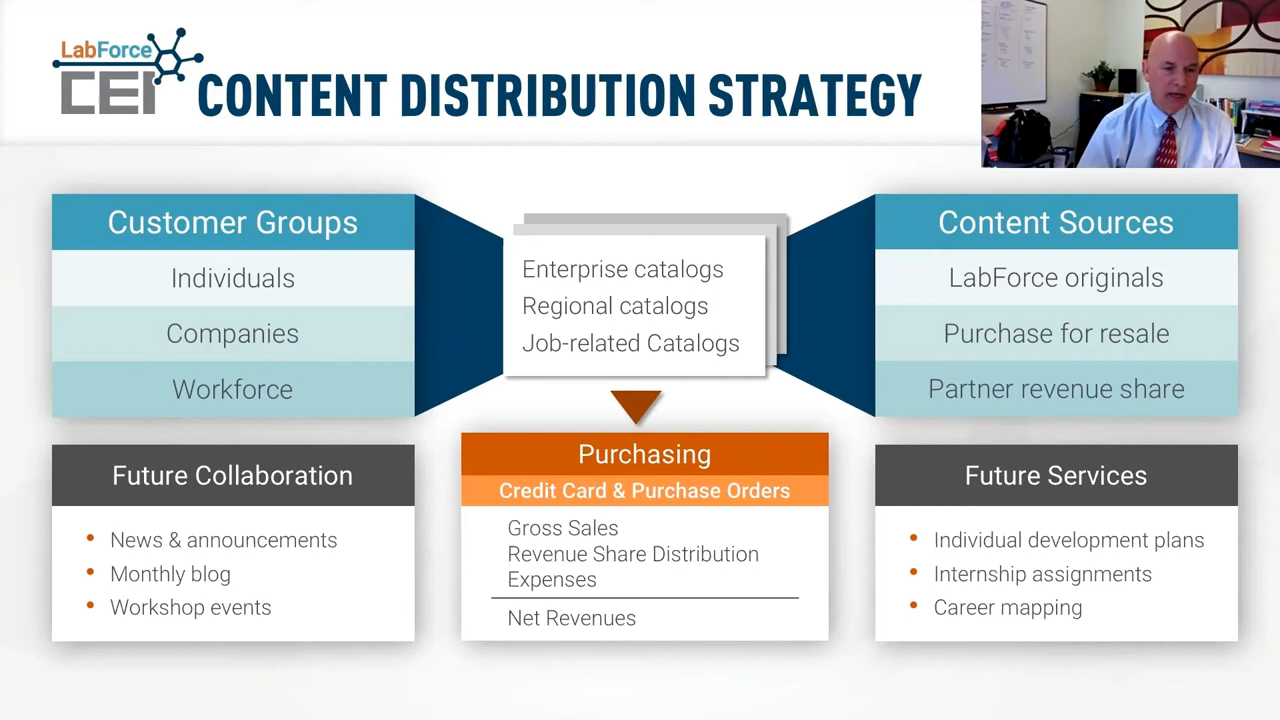 LabForce
CEI
CONTENT DISTRIBUTION STRATEGY
Customer Groups
Individuals
Companies
Workforce
Enterprise catalogs
Regional catalogs
Job-related Catalogs
Content Sources
LabForce originals
Purchase for resale
Partner revenue share
Future Collaboration
• News & announcements
• Monthly blog
• Workshop events
Purchasing
Credit Card & Purchase Orders
Gross Sales
Revenue Share Distribution
Expenses
Net Revenues
Future Services
• Individual development plans
• Internship assignments
• Career mapping